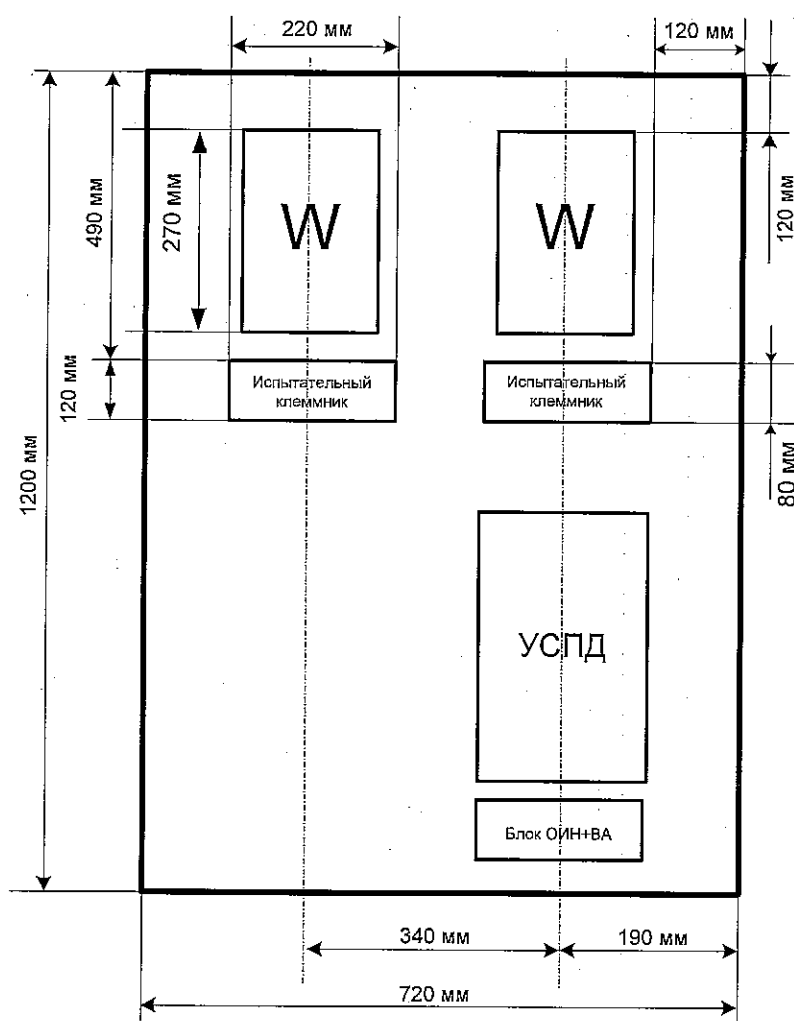 220 мм
120 мм
490 мм
270 мм
W
W
120 мм
120 мм
Испытательный
клеммник
Испытательный
клеммник
80 мм
1200 мм
УСПД
Блок ОИН+ВА
340 мм
190 мм
720 мм